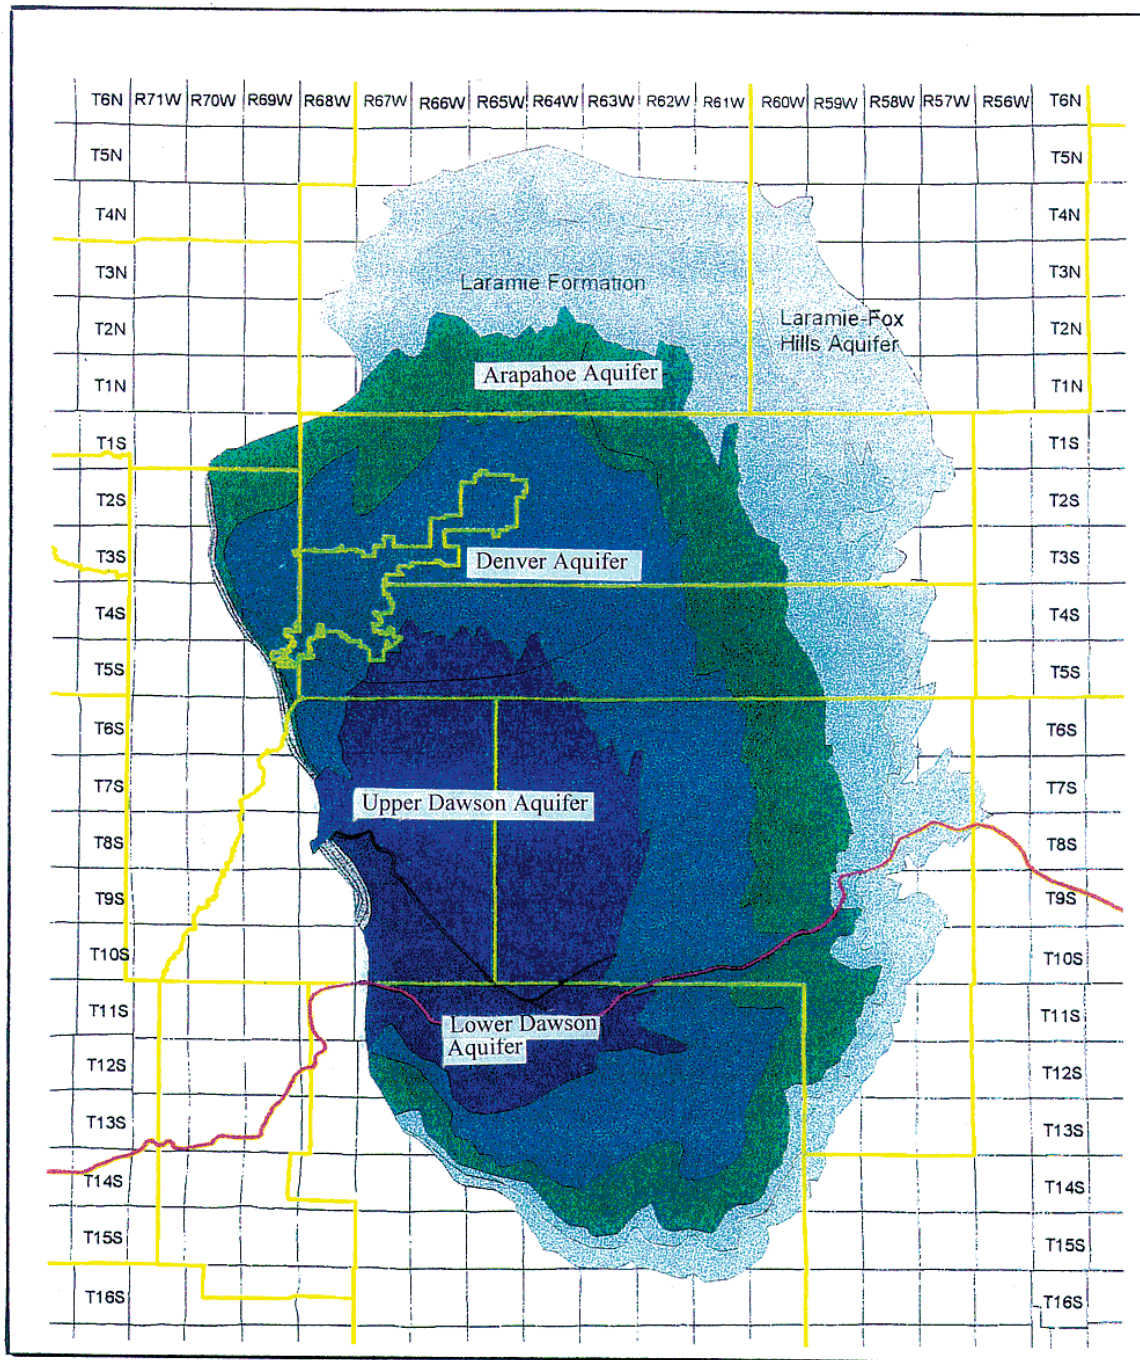 T6N R71W R70W R69W R68W R67W R66W R65W R64W R63W R62W R61W R60W R59W R58W R57W R56W T6N
T5N T5N
T4N T4N
T3N T3N
Laramie Formation
T2N Laramie-Fox T2N
Hills Aquifer
T1N Arapahoe Aquifer T1N
T1S T1S
T2S T2S
T3S Denver Aquifer T3S
T4S T4S
T5S T5S
T6S T6S
T7S T7S
Upper Dawson Aquifer
T8S T8S
T9S T9S
T10S T10S
T11S Lower Dawson T11S
Aquifer
T12S T12S
T13S T13S
T14S T14S
T15S T15S
T16S T16S